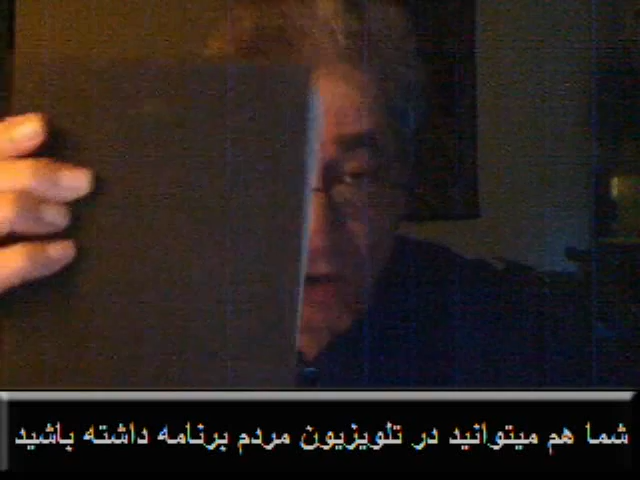 شما هم میتوانید در تلویزیون مردم برنامه داشته باشید